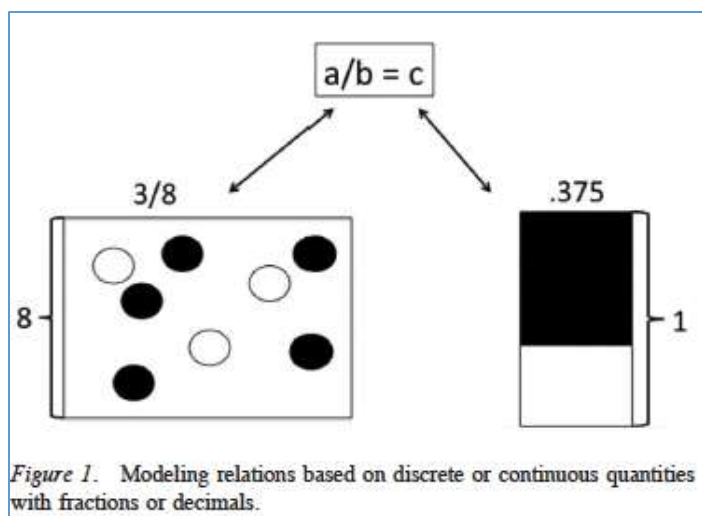 a/b = c
3/8
.375
8
1
Figure 1. Modeling relations based on discrete or continuous quantities
with fractions or decimals.